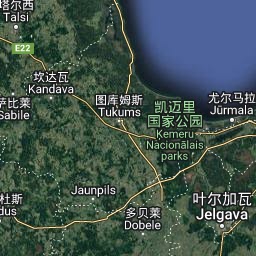 塔尔西
Talsi
E22
坎达瓦
Kandava
萨比莱
Sabile
图库姆斯
Tukums
凯迈里
国家公园
Ķemeru
Nacionālais
parks
尤尔马拉
Jūrmala
杜斯
dus
Jaunpils
多贝莱
Dobele
叶尔加瓦
Jelgava